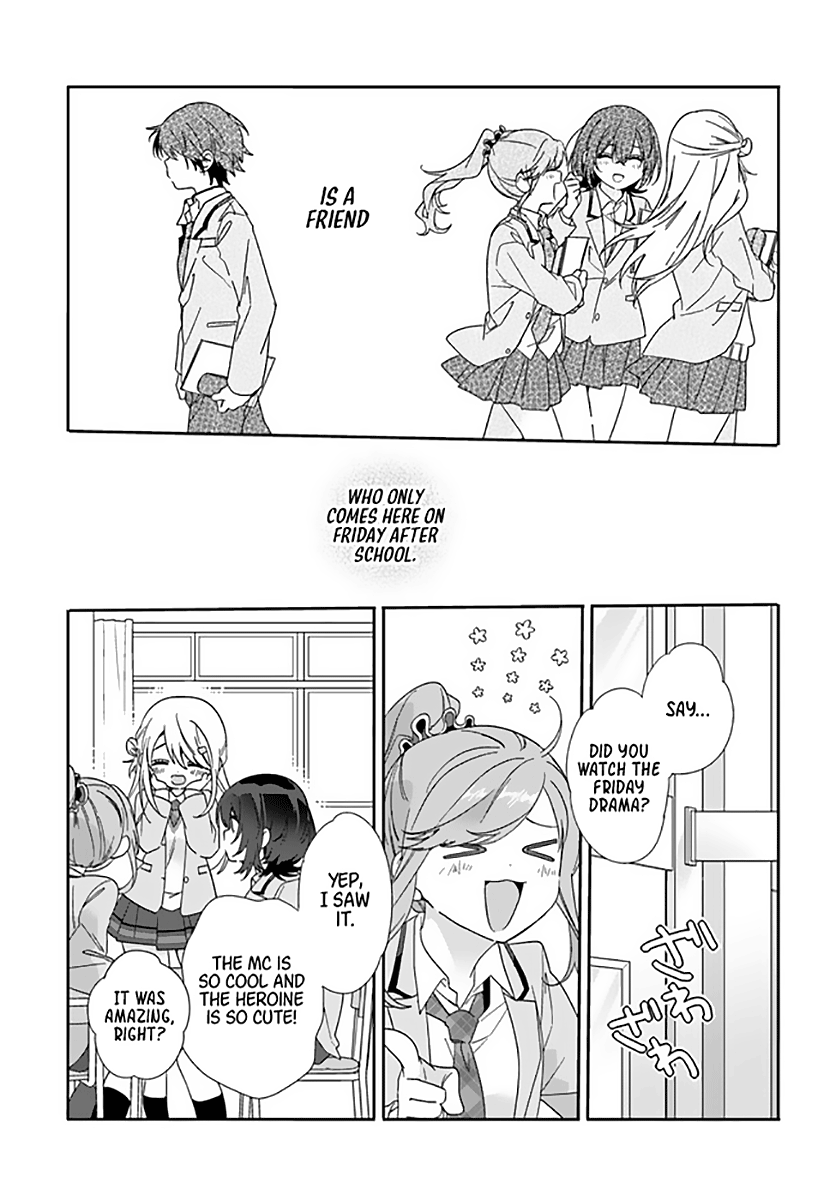 IS A
FRIEND
WHO ONLY
COMES HERE ON
FRIDAY AFTER
SCHOOL.
SAY...
DID YOU
WATCH THE
FRIDAY
DRAMA?
ざわ
ざわ
YEP,
I SAW
IT.
THE MC IS
SO COOL AND
THE HEROINE
IS SO CUTE!
IT WAS
AMAZING,
RIGHT?